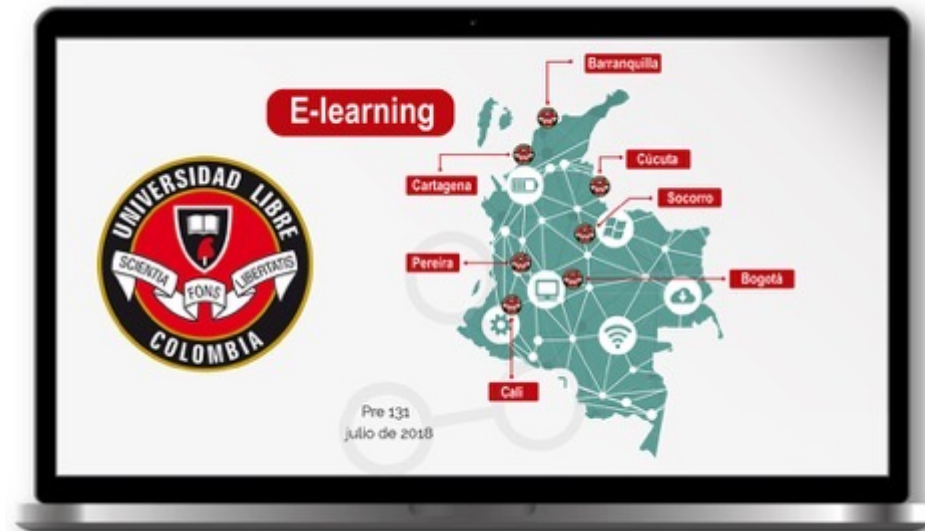 E-learning
Barranquilla
Cartagena
Cúcuta
Socorro
Pereira
Bogotá
Cali
UNIVERSIDAD LIBRE
SCIENTIA
FONS
LIBERTATIS
COLOMBIA
Pre 131
julio de 2018